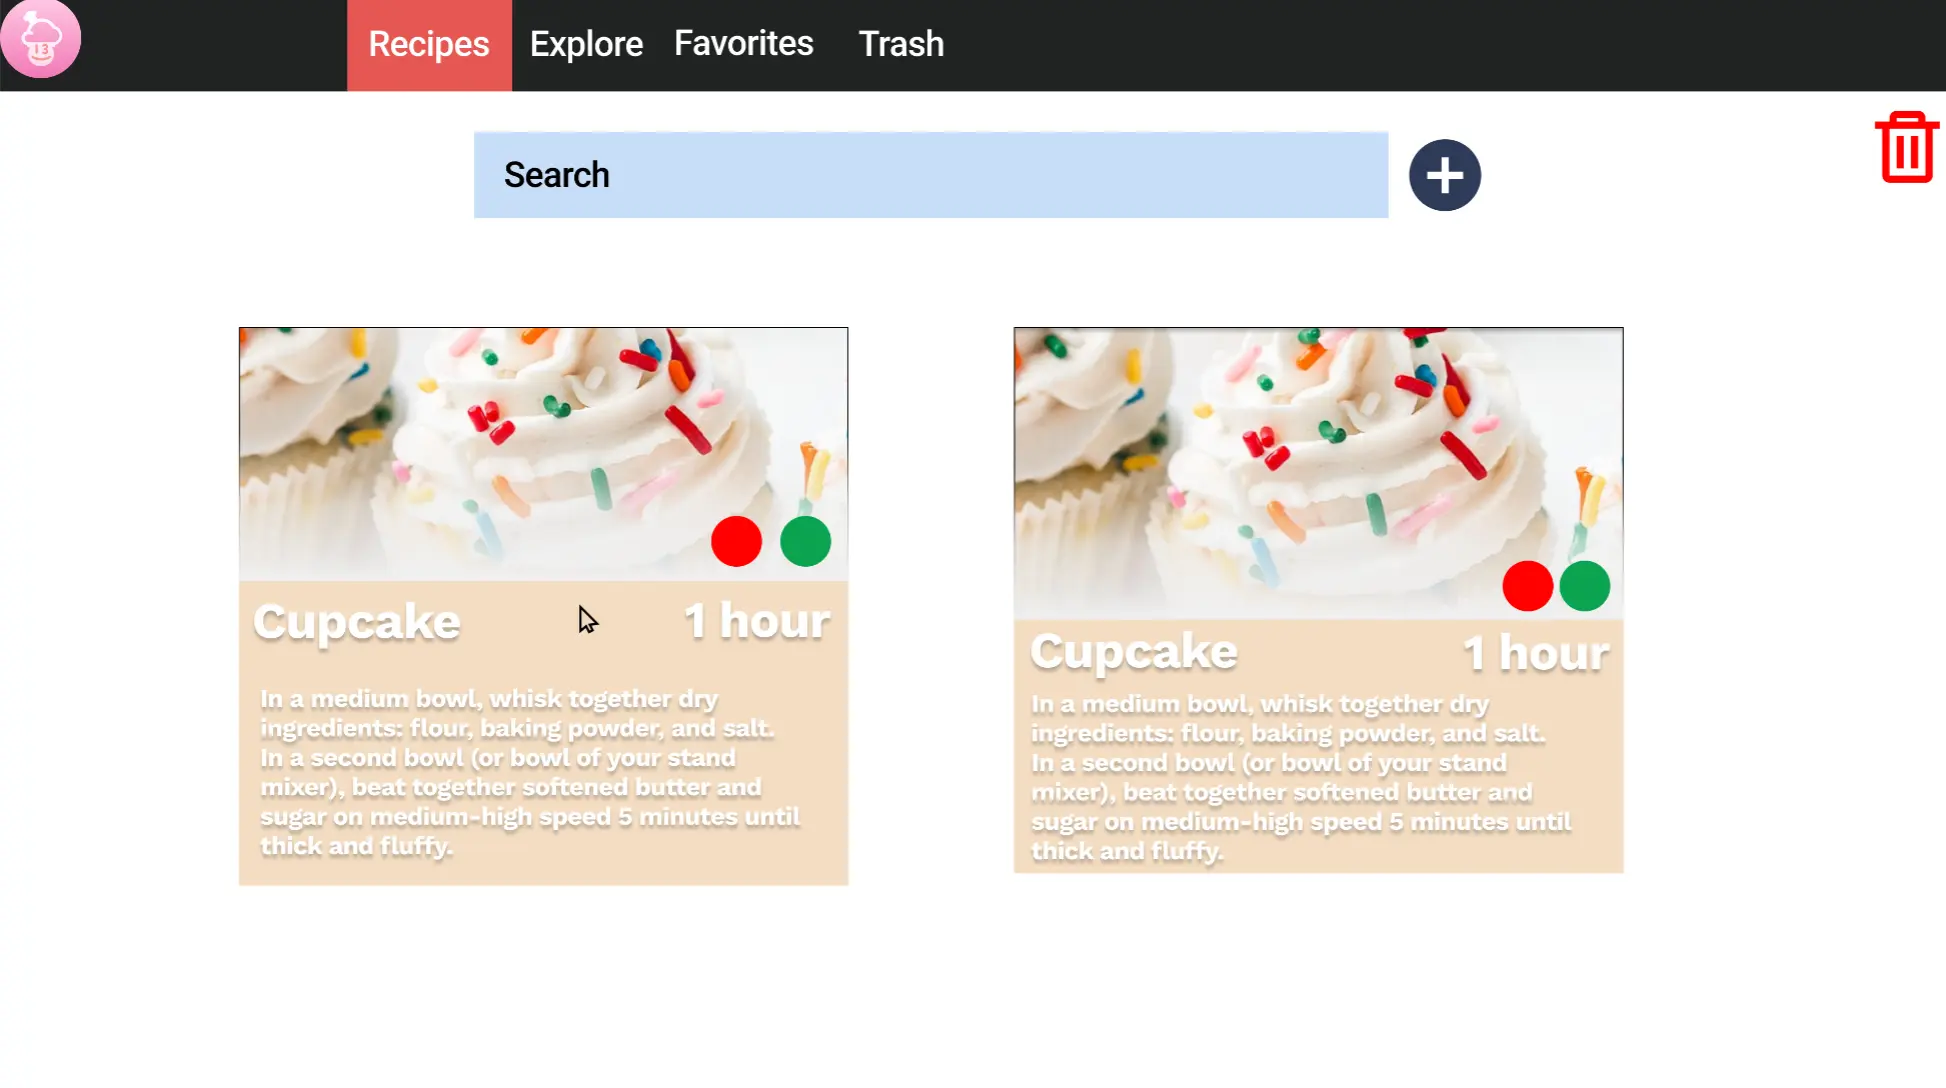 13
Recipes
Explore
Favorites
Trash
Search
Cupcake
1 hour
In a medium bowl, whisk together dry
ingredients: flour, baking powder, and salt.
In a second bowl (or bowl of your stand
mixer), beat together softened butter and
sugar on medium-high speed 5 minutes until
thick and fluffy.
Cupcake
1 hour
In a medium bowl, whisk together dry
ingredients: flour, baking powder, and salt.
In a second bowl (or bowl of your stand
mixer), beat together softened butter and
sugar on medium-high speed 5 minutes until
thick and fluffy.